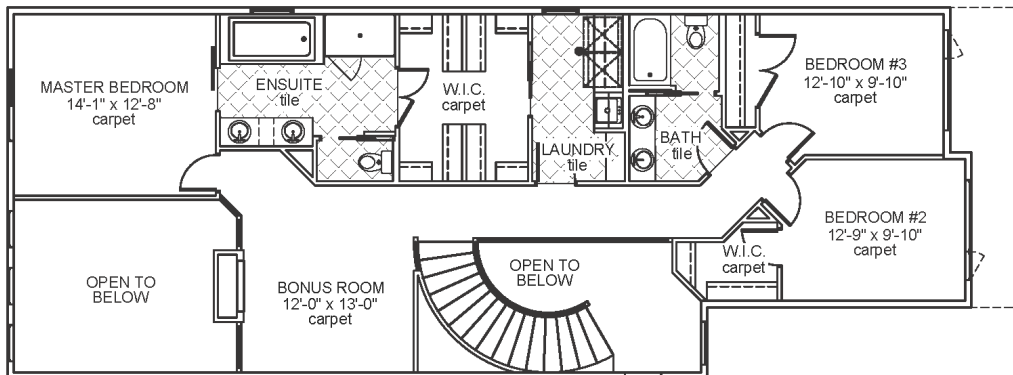 MASTER BEDROOM
14'-1" x 12'-8"
carpet
ENSUITE
tile
W.I.C.
carpet
LAUNDRY
tile
BATH
tile
BEDROOM #3
12'-10" x 9'-10"
carpet
BEDROOM #2
12'-9" x 9'-10"
carpet
W.I.C.
carpet
OPEN TO
BELOW
BONUS ROOM
12'-0" x 13'-0"
carpet
OPEN TO
BELOW